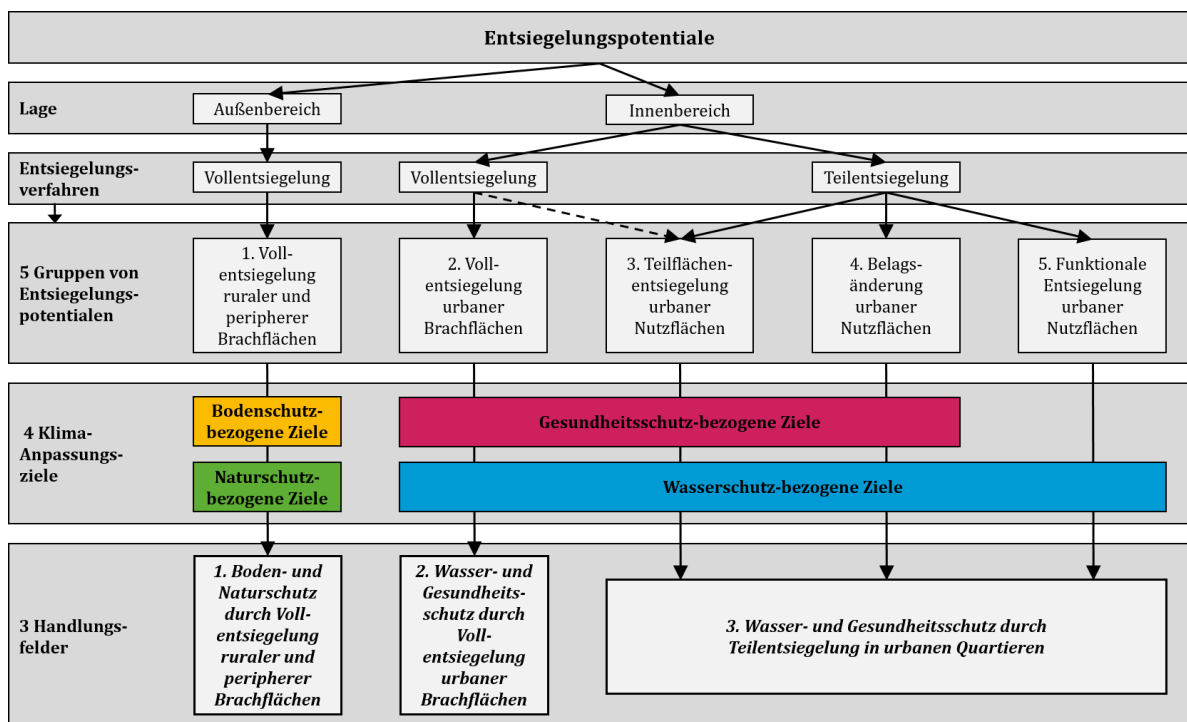 Entsiegelungspotentiale
Lage
Außenbereich
Innenbereich
Entsiegelungs-
verfahren
Vollentsiegelung
Vollentsiegelung
Teilentsiegelung
5 Gruppen von
Entsiegelungs-
potentialen
1. Voll-
entsiegelung
ruraler und
peripherer
Brachflächen
2. Voll-
entsiegelung
urbaner
Brachflächen
3. Teilflächen-
entsiegelung
urbaner
Nutzflächen
4. Belags-
änderung
urbaner
Nutzflächen
5. Funktionale
Entsiegelung
urbaner
Nutzflächen
4 Klima-
Anpassungs-
ziele
Bodenschutz-
bezogene Ziele
Gesundheitsschutz-bezogene Ziele
Naturschutz-
bezogene Ziele
Wasserschutz-bezogene Ziele
3 Handlungs-
felder
1. Boden- und
Naturschutz
durch Voll-
entsiegelung
ruraler und
peripherer
Brachflächen
2. Wasser- und
Gesundheits-
schutz durch
Voll-
entsiegelung
urbaner
Brachflächen
3. Wasser- und Gesundheitsschutz durch
Teilentsiegelung in urbanen Quartieren